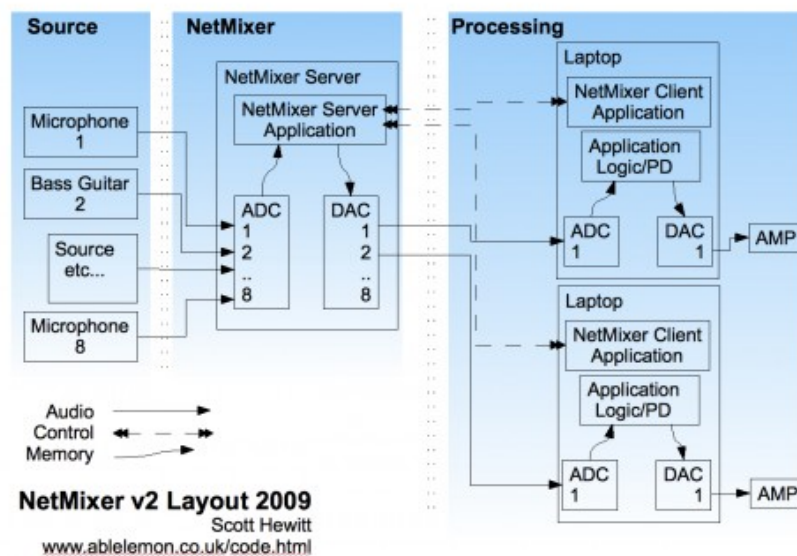 Source
NetMixer
Processing
Microphone
1
Bass Guitar
2
Source
etc...
Microphone
8
NetMixer Server
NetMixer Server
Application
ADC
1
2
..
8
DAC
1
2
..
8
Laptop
NetMixer Client
Application
Application
Logic/PD
ADC
1
DAC
1
AMP
Laptop
NetMixer Client
Application
Application
Logic/PD
ADC
1
DAC
1
AMP
Audio
Control
Memory
NetMixer v2 Layout 2009
Scott Hewitt
www.ablelemon.co.uk/code.html